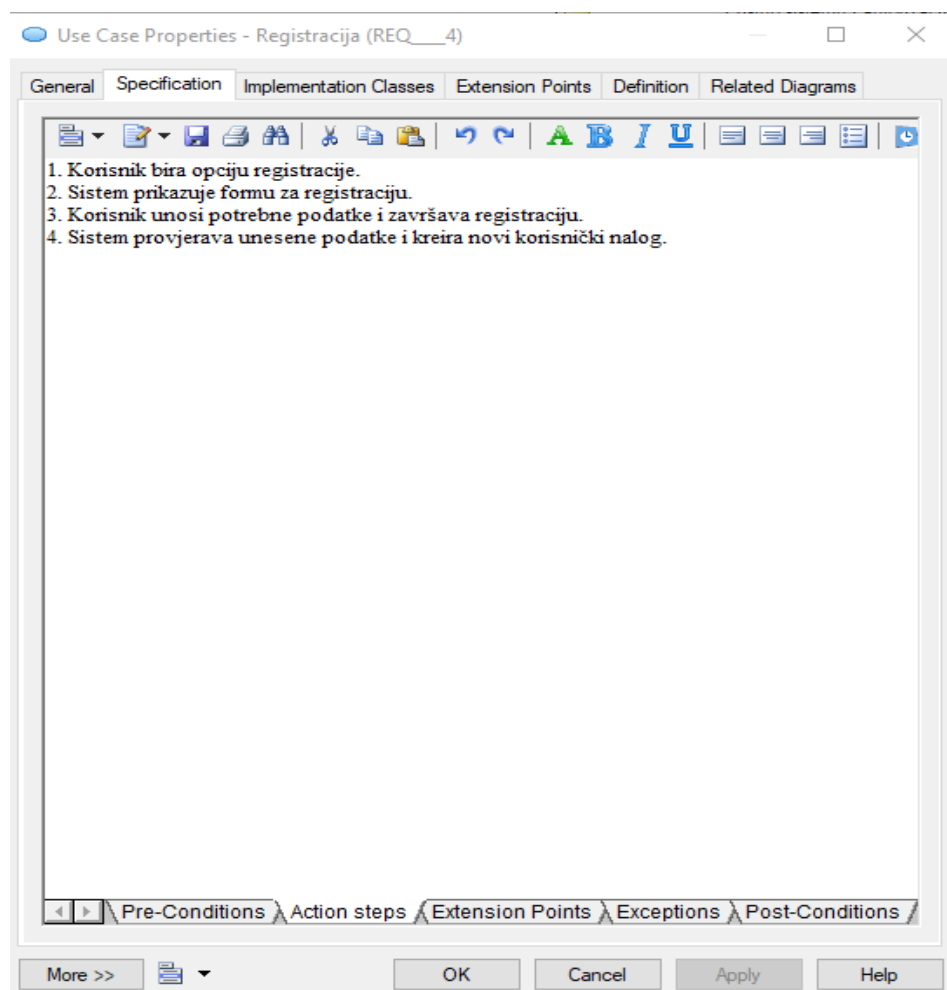 Use Case Properties - Registracija (REQ___4)
General Specification Implementation Classes Extension Points Definition Related Diagrams
A B I U
1. Korisnik bira opciju registracije.
2. Sistem prikazuje formu za registraciju.
3. Korisnik unosi potrebne podatke i završava registraciju.
4. Sistem provjerava unesene podatke i kreira novi korisnički nalog.
Pre-Conditions Action steps Extension Points Exceptions Post-Conditions
More >> OK Cancel Apply Help